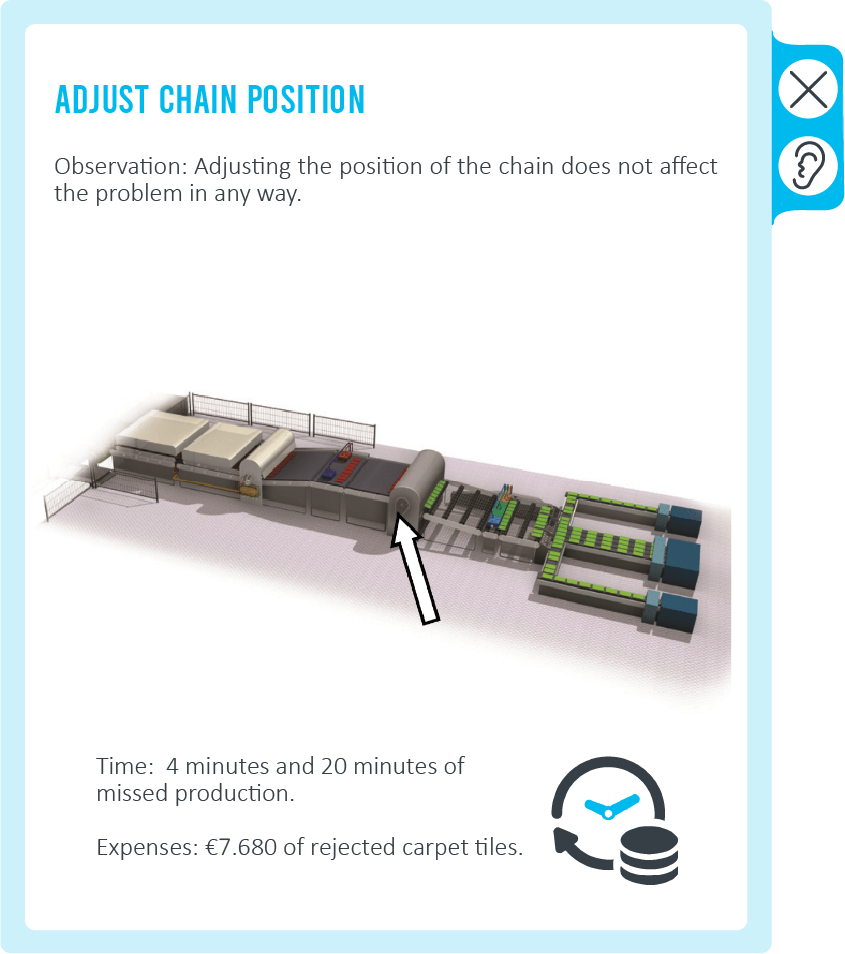 ADJUST CHAIN POSITION
Observation: Adjusting the position of the chain does not affect
the problem in any way.
Time:  4 minutes and 20 minutes of
missed production.
Expenses: €7.680 of rejected carpet tiles.